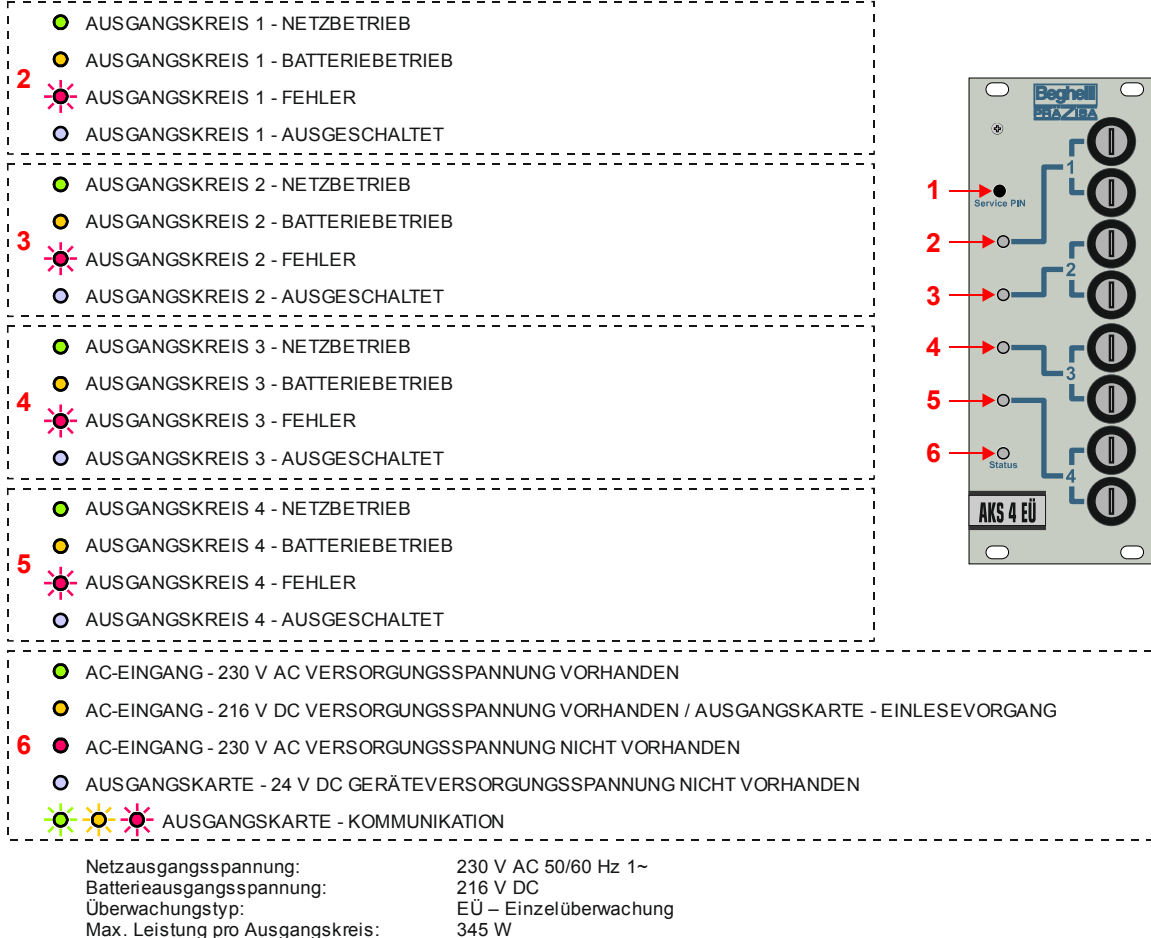 AUSGANGSKREIS 1 - NETZBETRIEB
AUSGANGSKREIS 1 - BATTERIEBETRIEB
2
AUSGANGSKREIS 1 - FEHLER
AUSGANGSKREIS 1 - AUSGESCHALTET
AUSGANGSKREIS 2 - NETZBETRIEB
AUSGANGSKREIS 2 - BATTERIEBETRIEB
3
AUSGANGSKREIS 2 - FEHLER
AUSGANGSKREIS 2 - AUSGESCHALTET
AUSGANGSKREIS 3 - NETZBETRIEB
AUSGANGSKREIS 3 - BATTERIEBETRIEB
4
AUSGANGSKREIS 3 - FEHLER
AUSGANGSKREIS 3 - AUSGESCHALTET
AUSGANGSKREIS 4 - NETZBETRIEB
AUSGANGSKREIS 4 - BATTERIEBETRIEB
5
AUSGANGSKREIS 4 - FEHLER
AUSGANGSKREIS 4 - AUSGESCHALTET
Beghelli
PRÄZISA
1
1
Service PIN
2
2
3
4
3
5
6
Status
4
AKS 4 EÜ
AC-EINGANG - 230 V AC VERSORGUNGSSPANNUNG VORHANDEN
AC-EINGANG - 216 V DC VERSORGUNGSSPANNUNG VORHANDEN / AUSGANGSKARTE - EINLESEVORGANG
6
AC-EINGANG - 230 V AC VERSORGUNGSSPANNUNG NICHT VORHANDEN
AUSGANGSKARTE - 24 V DC GERÄTEVERSORGUNGSSPANNUNG NICHT VORHANDEN
AUSGANGSKARTE - KOMMUNIKATION
Netzausgangsspannung: 230 V AC 50/60 Hz 1~
Batterieausgangsspannung: 216 V DC
Überwachungstyp: EÜ – Einzelüberwachung
Max. Leistung pro Ausgangskreis: 345 W